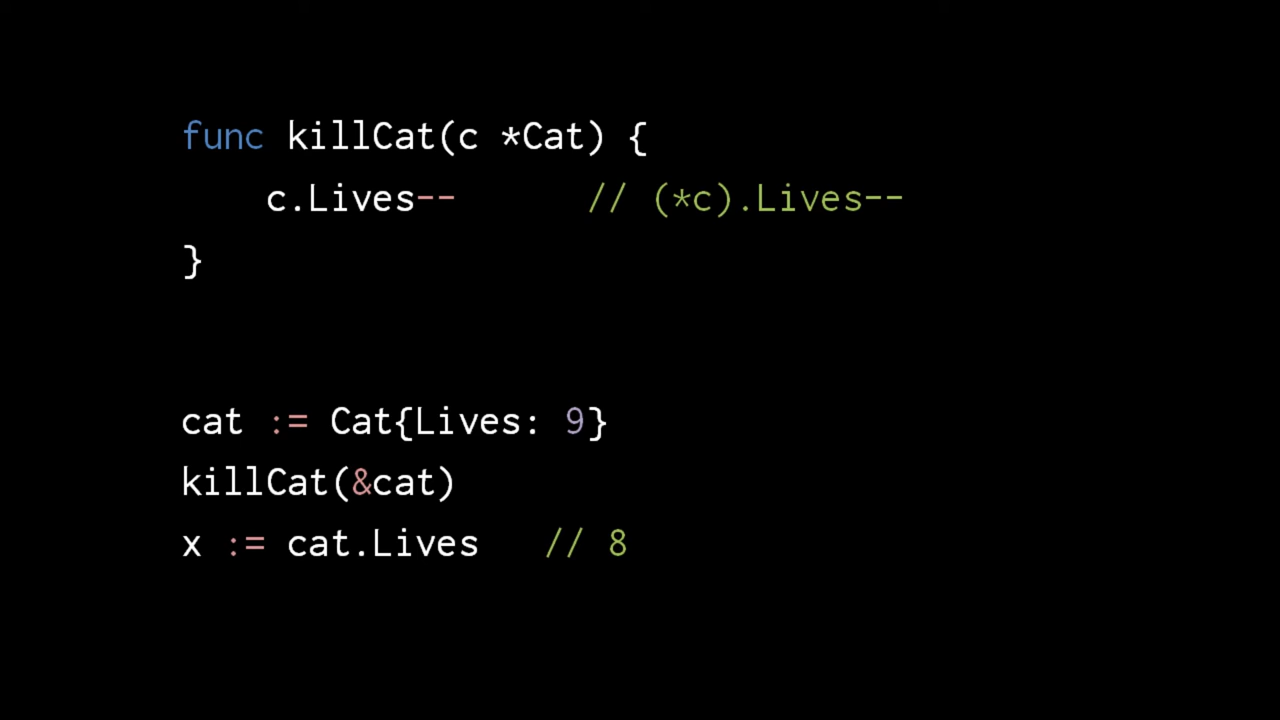 func killCat(c *Cat) {
    c.Lives--      // (*c).Lives--
}
cat := Cat{Lives: 9}
killCat(&cat)
x := cat.Lives   // 8